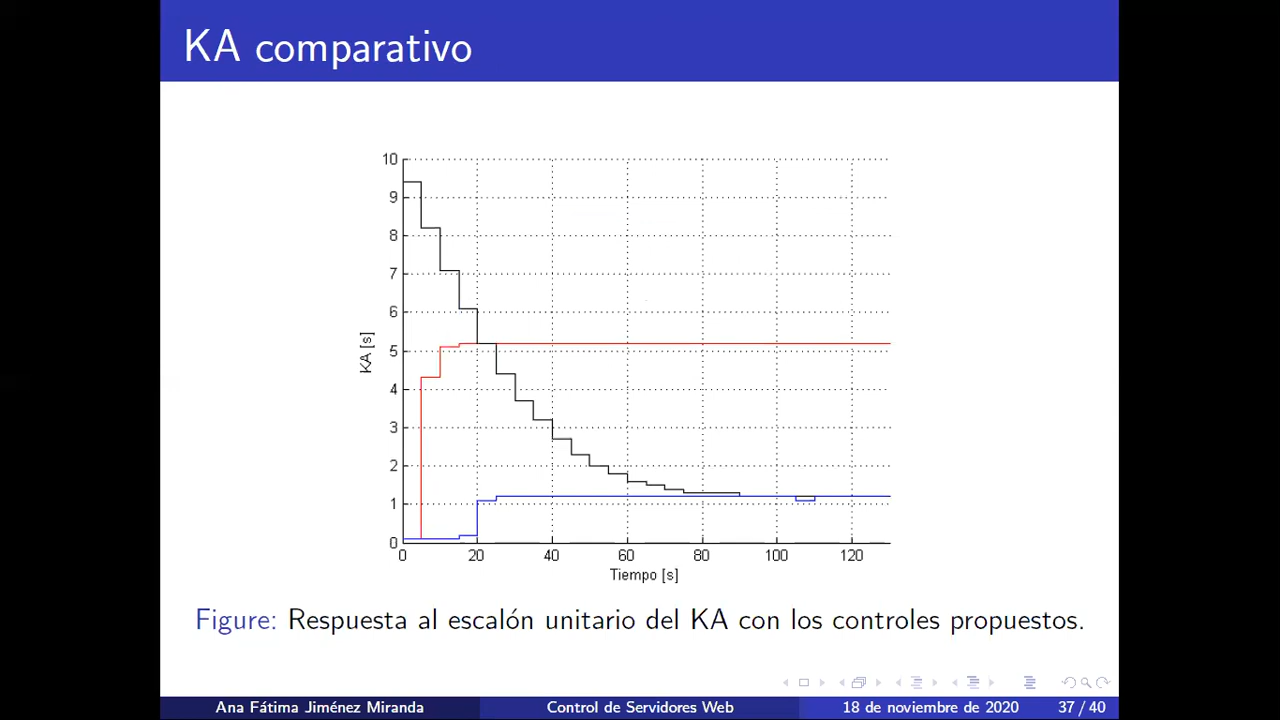 KA comparativo
10
9
8
7
6
5
4
3
2
1
0
KA [s]
0 20 40 60 80 100 120
Tiempo [s]
Figure: Respuesta al escalón unitario del KA con los controles propuestos.
Ana Fátima Jiménez Miranda Control de Servidores Web 18 de noviembre de 2020 37 / 40